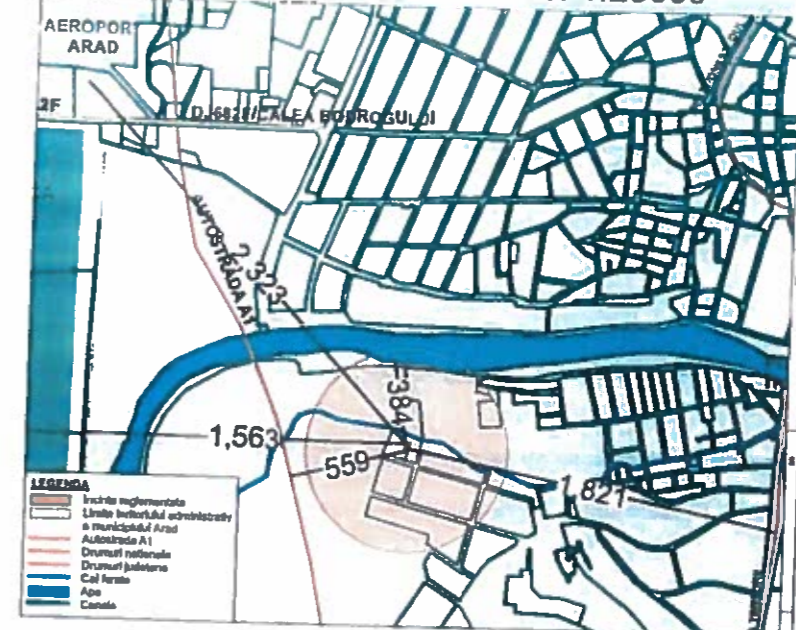 AEROPORT
ARAD
2F
DJ682F/CALEA BODROGULUI
AUTOSTRADA A1
2,323
384
1,563
559
1,821
LEGENDA
Incinta reglementata
Limita teritoriului administrativ
a municipiului Arad
Autostrada A1
Drumuri nationale
Drumuri judetene
Cai ferate
Apa
Canale